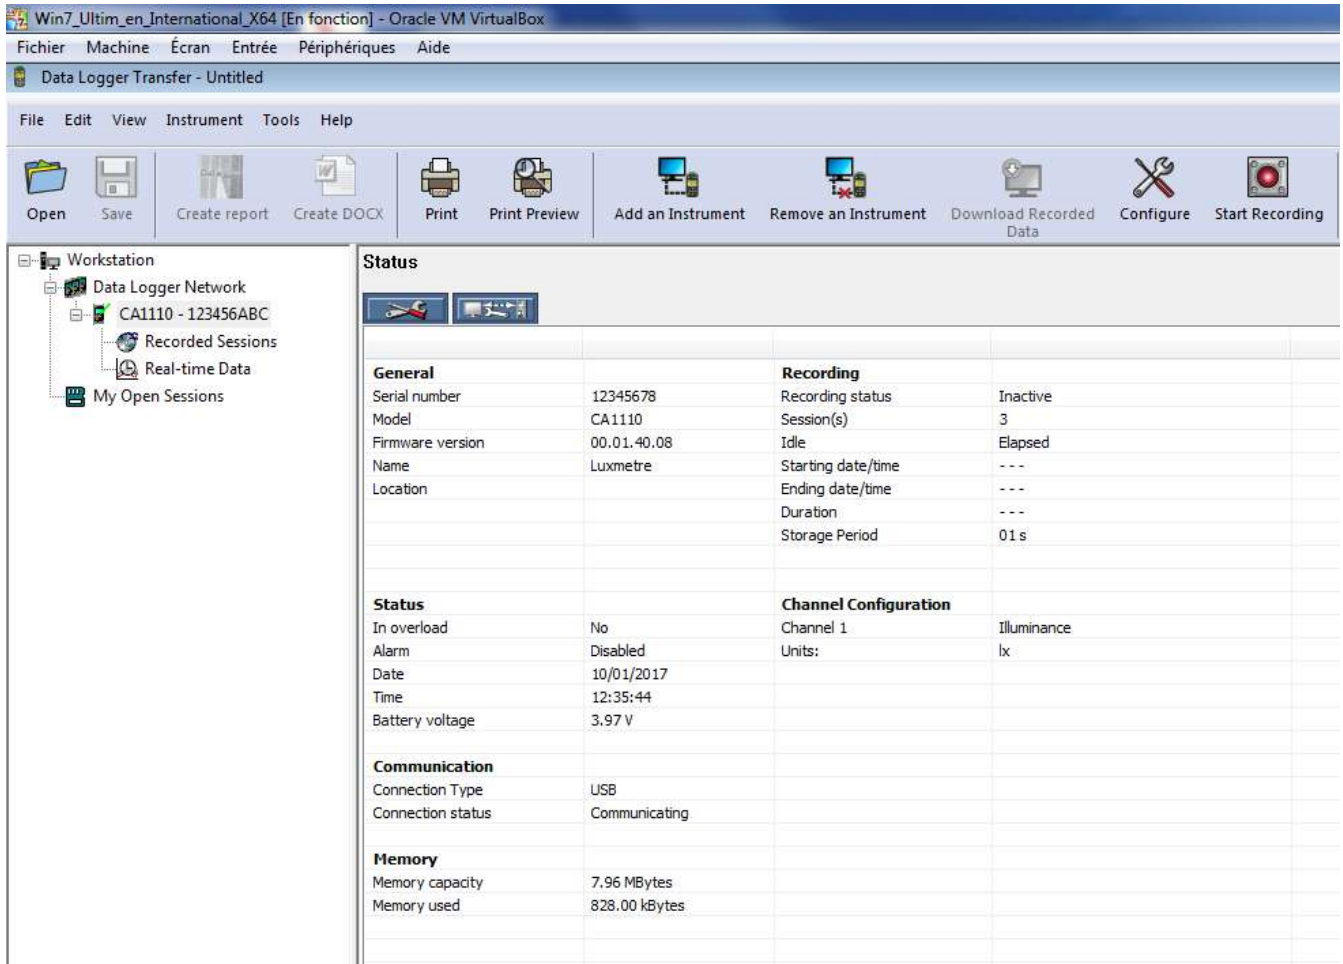 Win7_Ultim_en_International_X64 [En fonction] - Oracle VM VirtualBox
Fichier Machine Écran Entrée Périphériques Aide
Data Logger Transfer - Untitled
File Edit View Instrument Tools Help
Open Save Create report Create DOCX Print Print Preview Add an Instrument Remove an Instrument Download Recorded Data Configure Start Recording
Workstation
Data Logger Network
CA1110 - 123456ABC
Recorded Sessions
Real-time Data
My Open Sessions
Status
General Recording
Serial number 12345678 Recording status Inactive
Model CA1110 Session(s) 3
Firmware version 00.01.40.08 Idle Elapsed
Name Luxmetre Starting date/time - - -
Location Ending date/time - - -
Duration - - -
Storage Period 01 s
Status Channel Configuration
In overload No Channel 1 Illuminance
Alarm Disabled Units: lx
Date 10/01/2017
Time 12:35:44
Battery voltage 3.97 V
Communication
Connection Type USB
Connection status Communicating
Memory
Memory capacity 7.96 MBytes
Memory used 828.00 kBytes